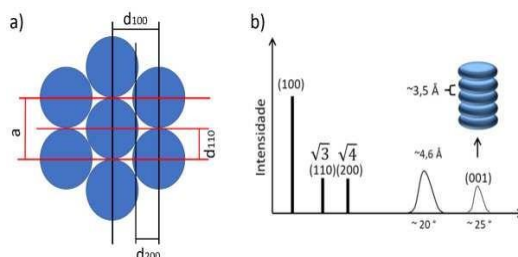 a)
d100
a
d110
d200
b)
Intensidade
(100)
√3
(110)
√4
(200)
~4,6 Å
~ 20 °
~3,5 Å
(001)
~ 25 °